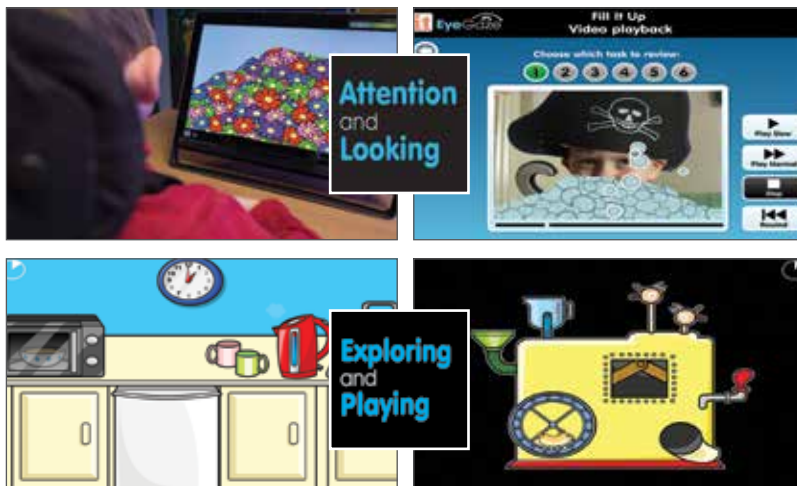 EyeGaze
Fill It Up
Video playback
Choose which task to review:
1 2 3 4 5 6
Attention
and
Looking
Play Slow
Play Normal
Stop
Rewind
Exploring
and
Playing